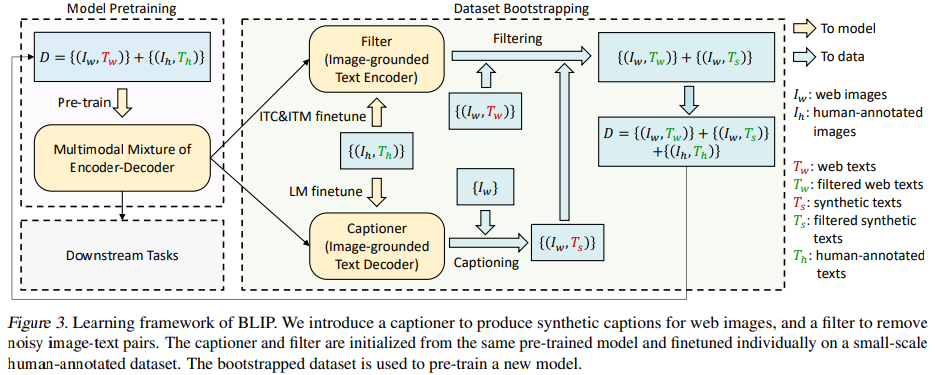 Model Pretraining
D = {(I_w, T_w)} + {(I_h, T_h)}
Pre-train
Multimodal Mixture of
Encoder-Decoder
Downstream Tasks
Dataset Bootstrapping
Filter
(Image-grounded
Text Encoder)
Filtering
ITC&ITM finetune
{(I_h, T_h)}
LM finetune
Captioner
(Image-grounded
Text Decoder)
Captioning
{(I_w, T_w)}
{I_w}
{(I_w, T_s)}
{(I_w, T_w)} + {(I_w, T_s)}
D = {(I_w, T_w)} + {(I_w, T_s)}
+{(I_h, T_h)}
To model
To data
I_w: web images
I_h: human-annotated
images
T_w: web texts
T_w: filtered web texts
T_s: synthetic texts
T_s: filtered synthetic
texts
T_h: human-annotated
texts
Figure 3. Learning framework of BLIP. We introduce a captioner to produce synthetic captions for web images, and a filter to remove
noisy image-text pairs. The captioner and filter are initialized from the same pre-trained model and finetuned individually on a small-scale
human-annotated dataset. The bootstrapped dataset is used to pre-train a new model.